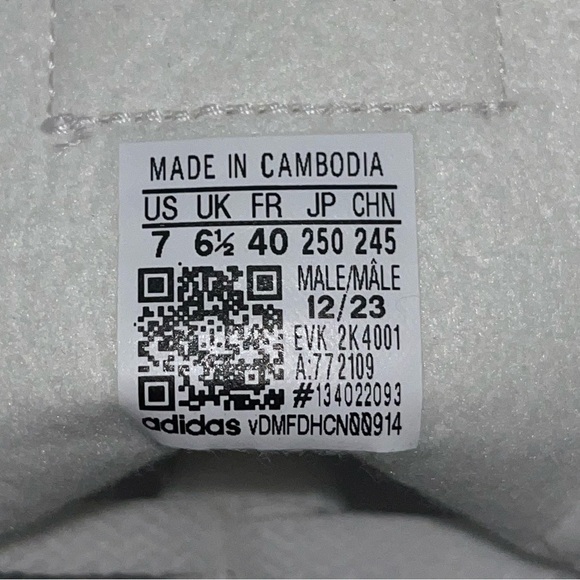 MADE IN CAMBODIA
US UK FR JP CHN
7 6½ 40 250 245
MALE/MÂLE
12/23
EVK 2K4001
A:772109
#134022093
adidas vDMFDHCN00914